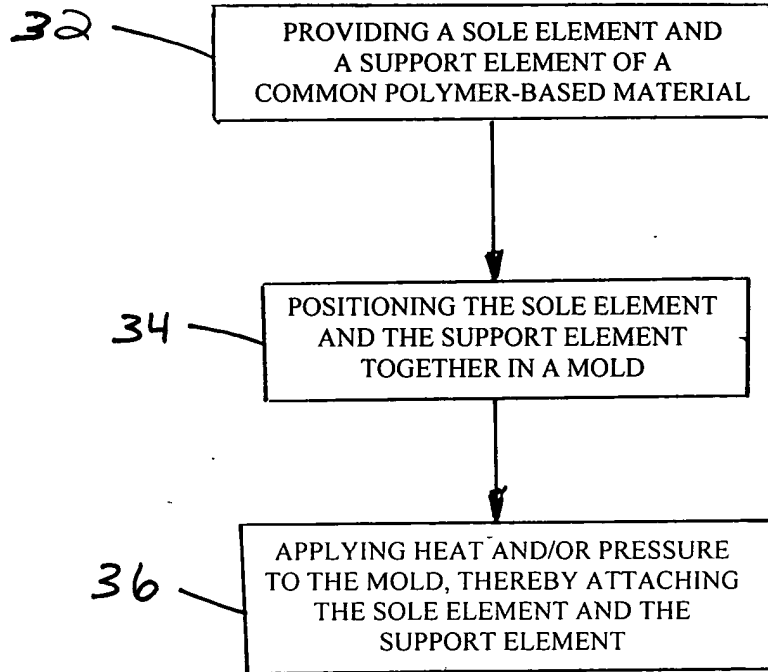 32
PROVIDING A SOLE ELEMENT AND
A SUPPORT ELEMENT OF A
COMMON POLYMER-BASED MATERIAL
34
POSITIONING THE SOLE ELEMENT
AND THE SUPPORT ELEMENT
TOGETHER IN A MOLD
36
APPLYING HEAT AND/OR PRESSURE
TO THE MOLD, THEREBY ATTACHING
THE SOLE ELEMENT AND THE
SUPPORT ELEMENT